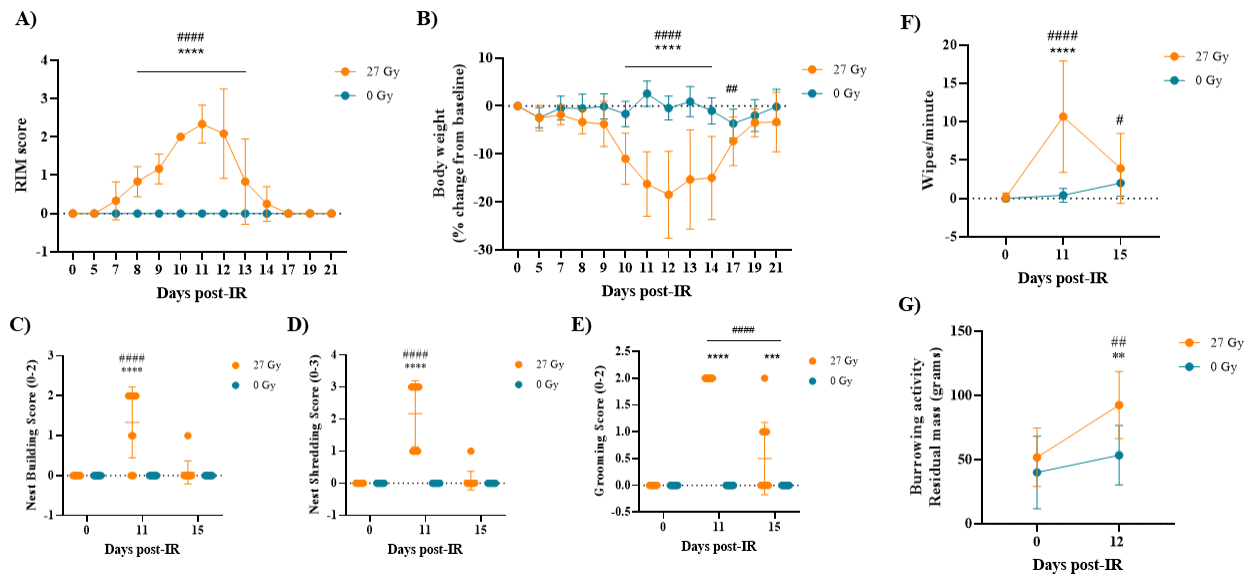 A)
####
****
RIM score
4
3
2
1
0
-1
0 5 7 8 9 10 11 12 13 14 17 19 21
Days post-IR
27 Gy
0 Gy
B)
####
****
##
Body weight
(% change from baseline)
10
0
-10
-20
-30
0 5 7 8 9 10 11 12 13 14 17 19 21
Days post-IR
27 Gy
0 Gy
F)
####
****
#
Wipes/minute
20
15
10
5
0
-5
0 11 15
Days post-IR
27 Gy
0 Gy
C)
####
****
Nest Building Score (0-2)
3
2
1
0
-1
0 11 15
Days post-IR
27 Gy
0 Gy
D)
####
****
Nest Shredding Score (0-3)
4
3
2
1
0
-1
0 11 15
Days post-IR
27 Gy
0 Gy
E)
####
**** ***
Grooming Score (0-2)
2.5
2.0
1.5
1.0
0.5
0.0
-0.5
0 11 15
Days post-IR
27 Gy
0 Gy
G)
##
**
Burrowing activity
Residual mass (grams)
150
100
50
0
0 12
Days post-IR
27 Gy
0 Gy